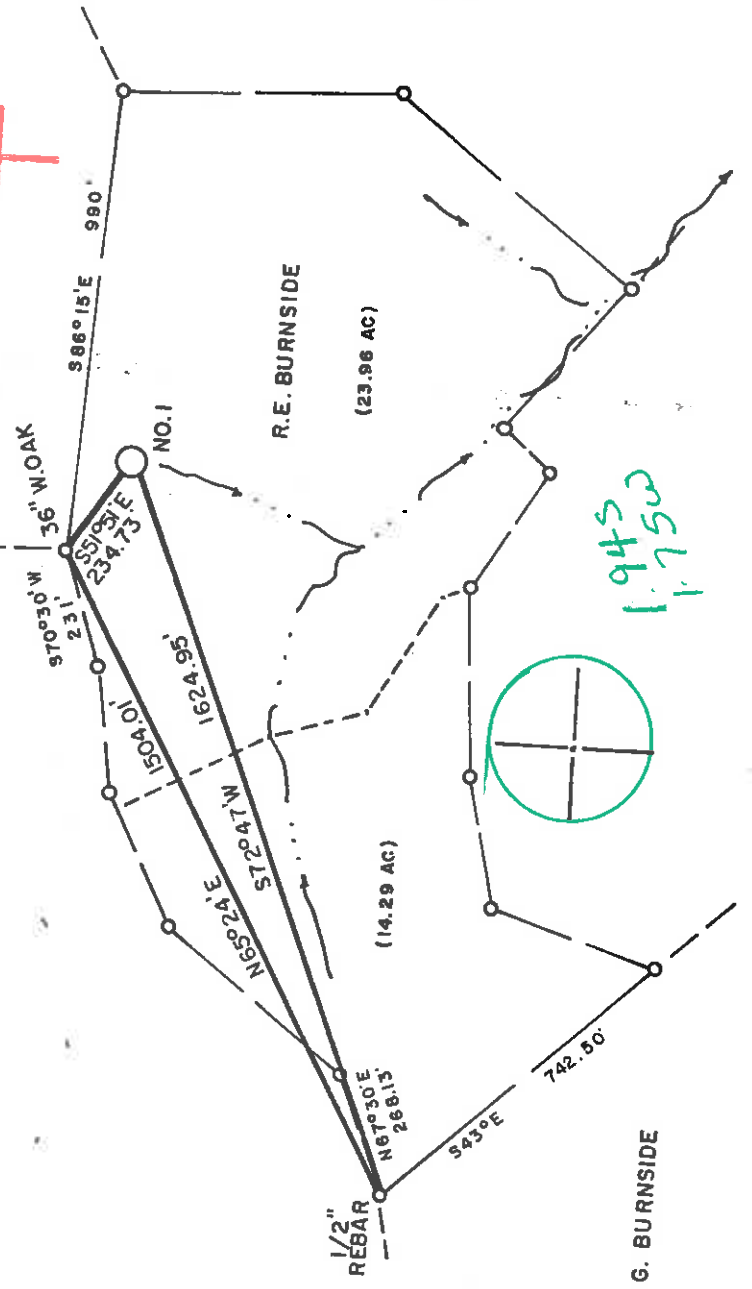 S86°15'E 990'
36" W.OAK
S70°30'W
231'
S51°51'E.
234.73'
NO.1
R.E. BURNSIDE
(23.96 AC)
1504.01'
N65°24'E
1624.95'
S72°47'W
(14.29 AC)
1/2"
REBAR
N67°30'E
268.13'
S43°E 742.50'
G. BURNSIDE
1.94S
1.75W